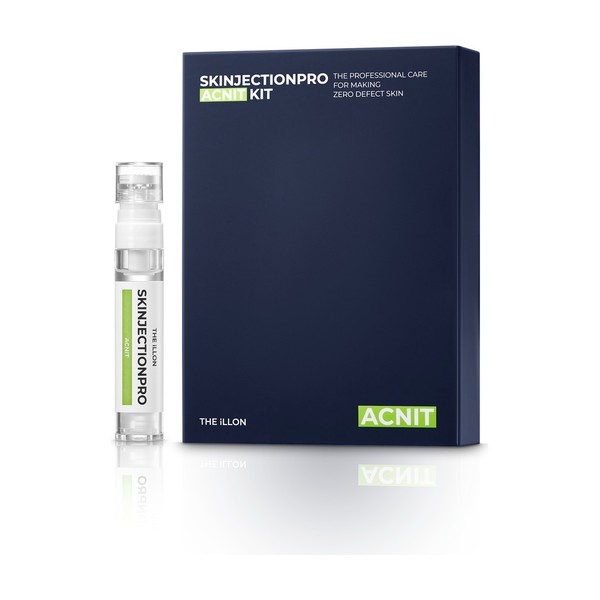 SKINJECTIONPRO
ACNIT KIT
THE PROFESSIONAL CARE
FOR MAKING
ZERO DEFECT SKIN
THE iLLON
SKINJECTIONPRO
ACNIT
THE iLLON
ACNIT